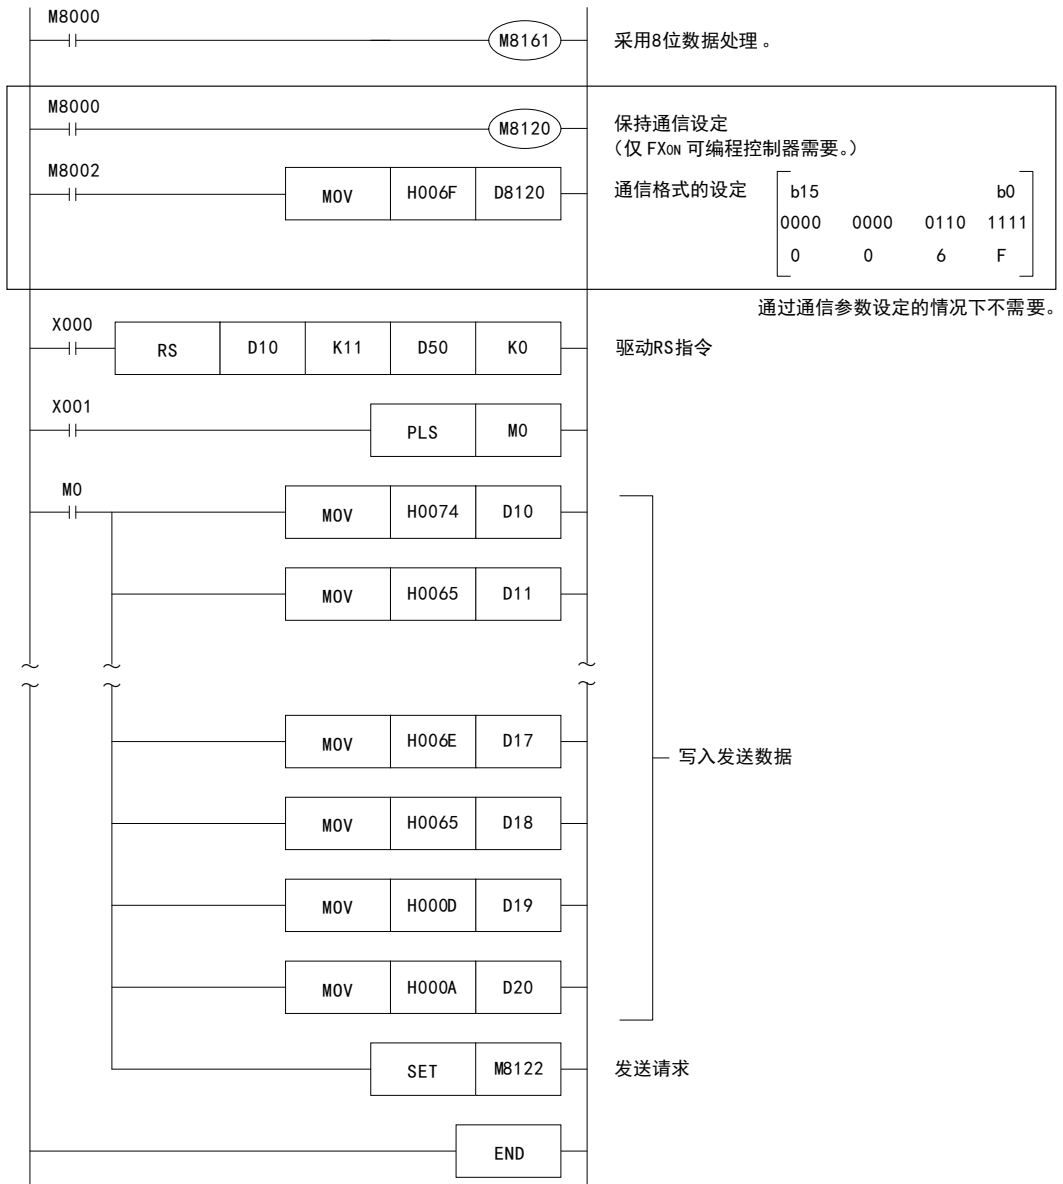 M8000
M8161 采用8位数据处理。
M8000
M8120 保持通信设定
（仅 FX0N 可编程控制器需要。）
M8002
MOV H006F D8120 通信格式的设定
b15 b0
0000 0000 0110 1111
0 0 6 F
通过通信参数设定的情况下不需要。
X000
RS D10 K11 D50 K0 驱动RS指令
X001
PLS M0
M0
MOV H0074 D10
MOV H0065 D11
MOV H006E D17
写入发送数据
MOV H0065 D18
MOV H000D D19
MOV H000A D20
SET M8122 发送请求
END